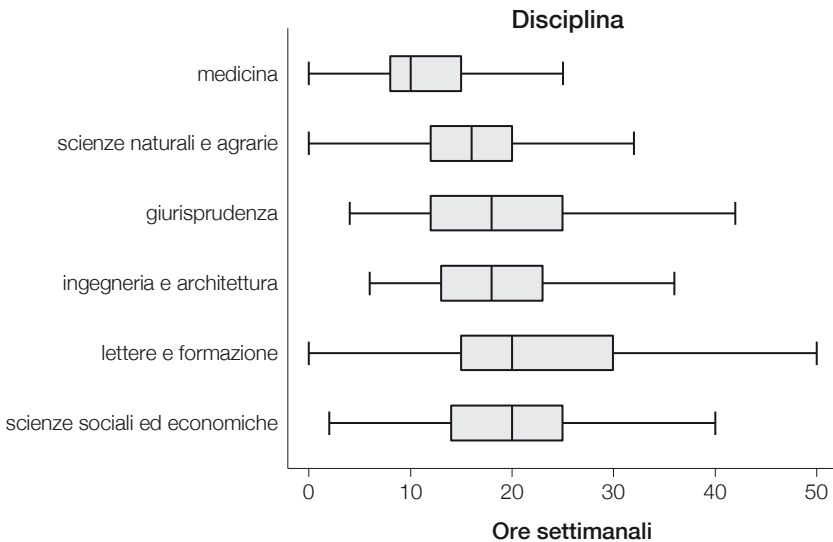 Disciplina
medicina
scienze naturali e agrarie
giurisprudenza
ingegneria e architettura
lettere e formazione
scienze sociali ed economiche
0 10 20 30 40 50
Ore settimanali